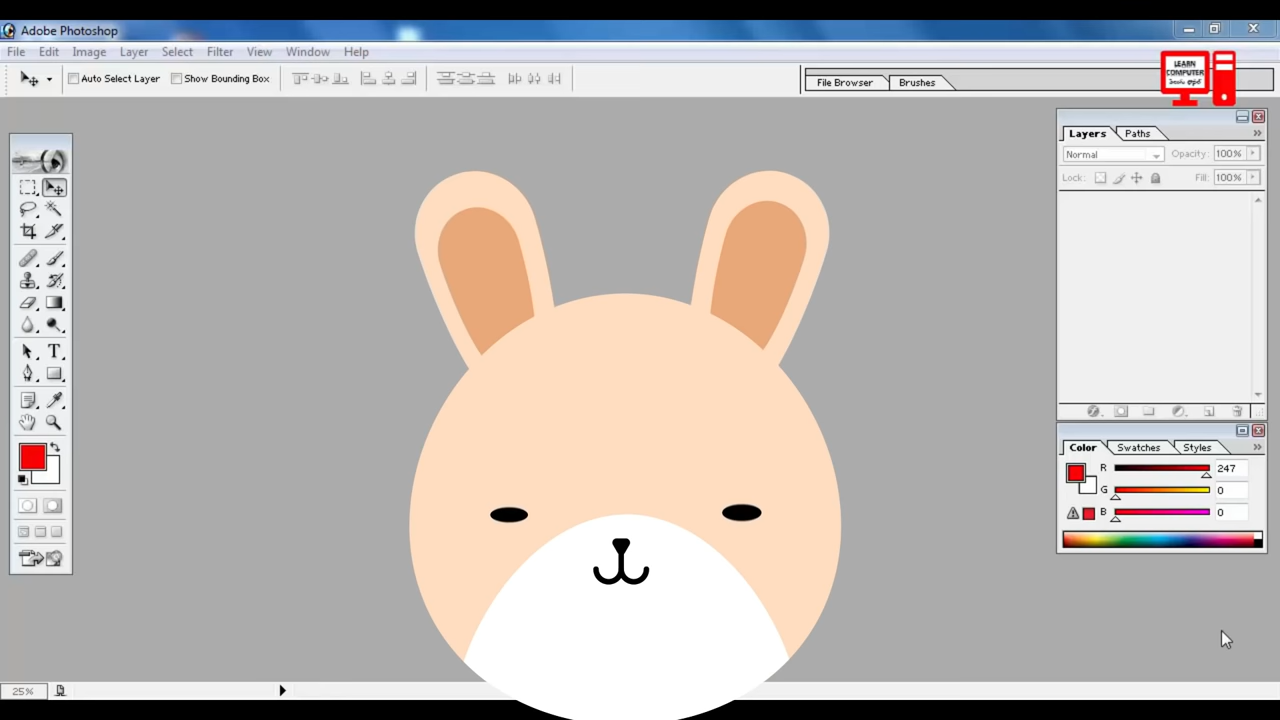 Adobe Photoshop
File Edit Image Layer Select Filter View Window Help
Auto Select Layer Show Bounding Box
File Browser Brushes
LEARN
COMPUTER
Layers Paths
Normal Opacity: 100%
Lock: Fill: 100%
T
Color Swatches Styles
R 247
G 0
B 0
25%